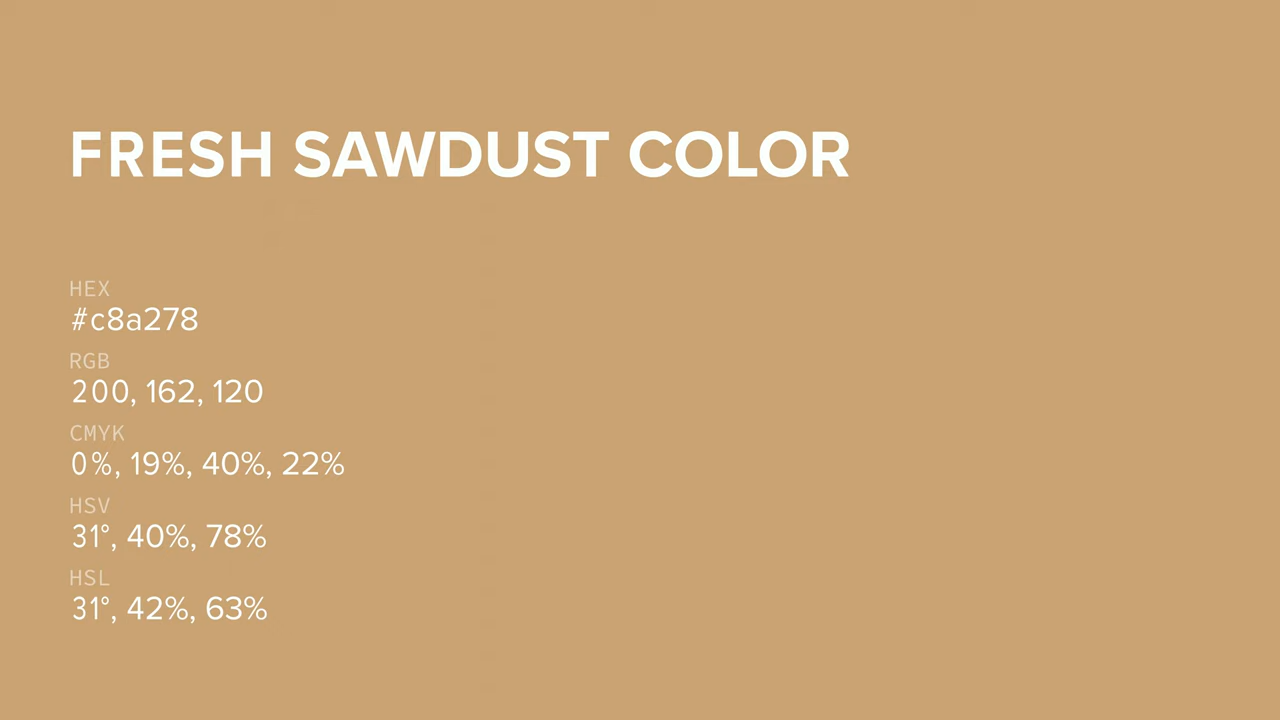 FRESH SAWDUST COLOR
HEX
#c8a278
RGB
200, 162, 120
CMYK
0%, 19%, 40%, 22%
HSV
31°, 40%, 78%
HSL
31°, 42%, 63%